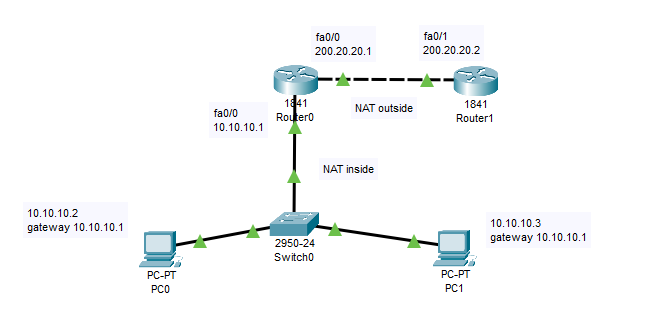 fa0/0
200.20.20.1
fa0/1
200.20.20.2
1841
Router0
NAT outside
1841
Router1
fa0/0
10.10.10.1
NAT inside
10.10.10.2
gateway 10.10.10.1
10.10.10.3
gateway 10.10.10.1
2950-24
Switch0
PC-PT
PC0
PC-PT
PC1